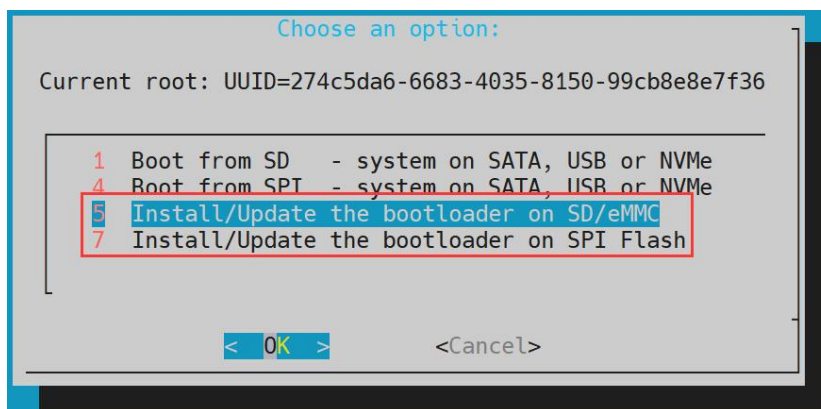 Choose an option:
Current root: UUID=274c5da6-6683-4035-8150-99cb8e8e7f36
1 Boot from SD - system on SATA, USB or NVMe
4 Boot from SPI - system on SATA, USB or NVMe
5 Install/Update the bootloader on SD/eMMC
7 Install/Update the bootloader on SPI Flash
< OK > <Cancel>